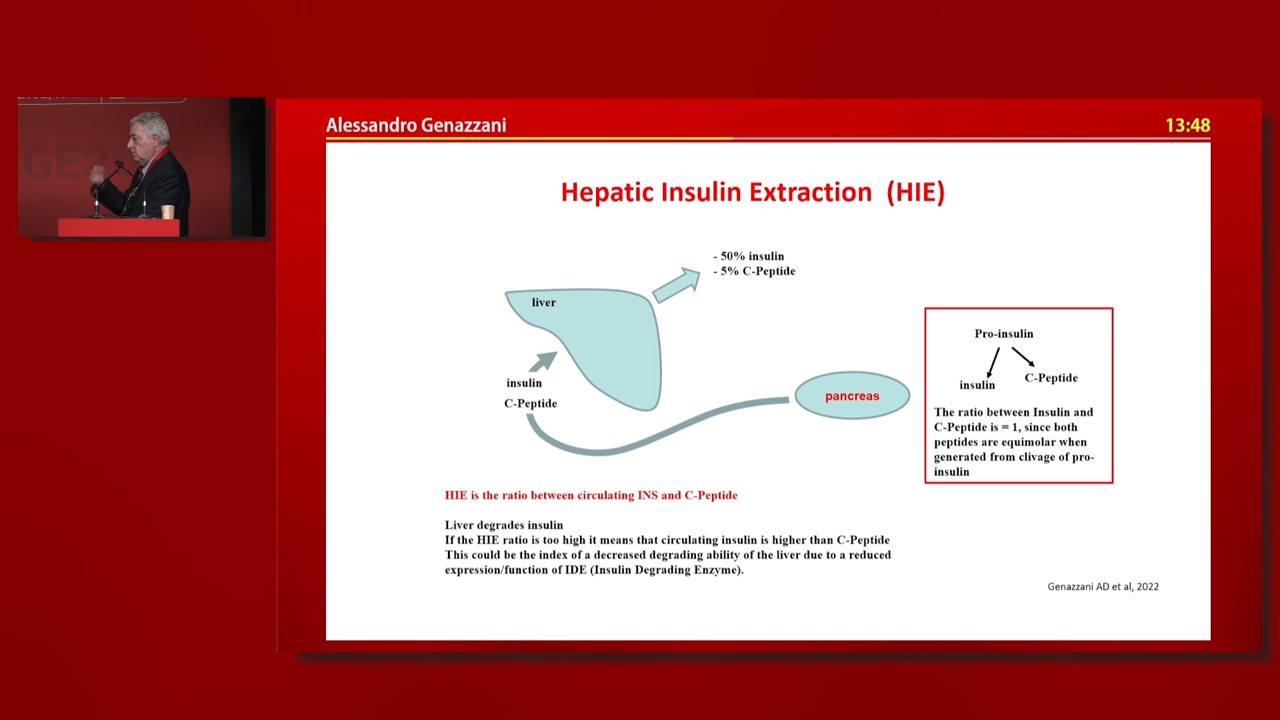 GE2
Alessandro Genazzani
13:48
Hepatic Insulin Extraction (HIE)
- 50% insulin
- 5% C-Peptide
liver
insulin
C-Peptide
pancreas
Pro-insulin
insulin
C-Peptide
The ratio between Insulin and
C-Peptide is = 1, since both
peptides are equimolar when
generated from clivage of pro-
insulin
HIE is the ratio between circulating INS and C-Peptide
Liver degrades insulin
If the HIE ratio is too high it means that circulating insulin is higher than C-Peptide
This could be the index of a decreased degrading ability of the liver due to a reduced
expression/function of IDE (Insulin Degrading Enzyme).
Genazzani AD et al, 2022